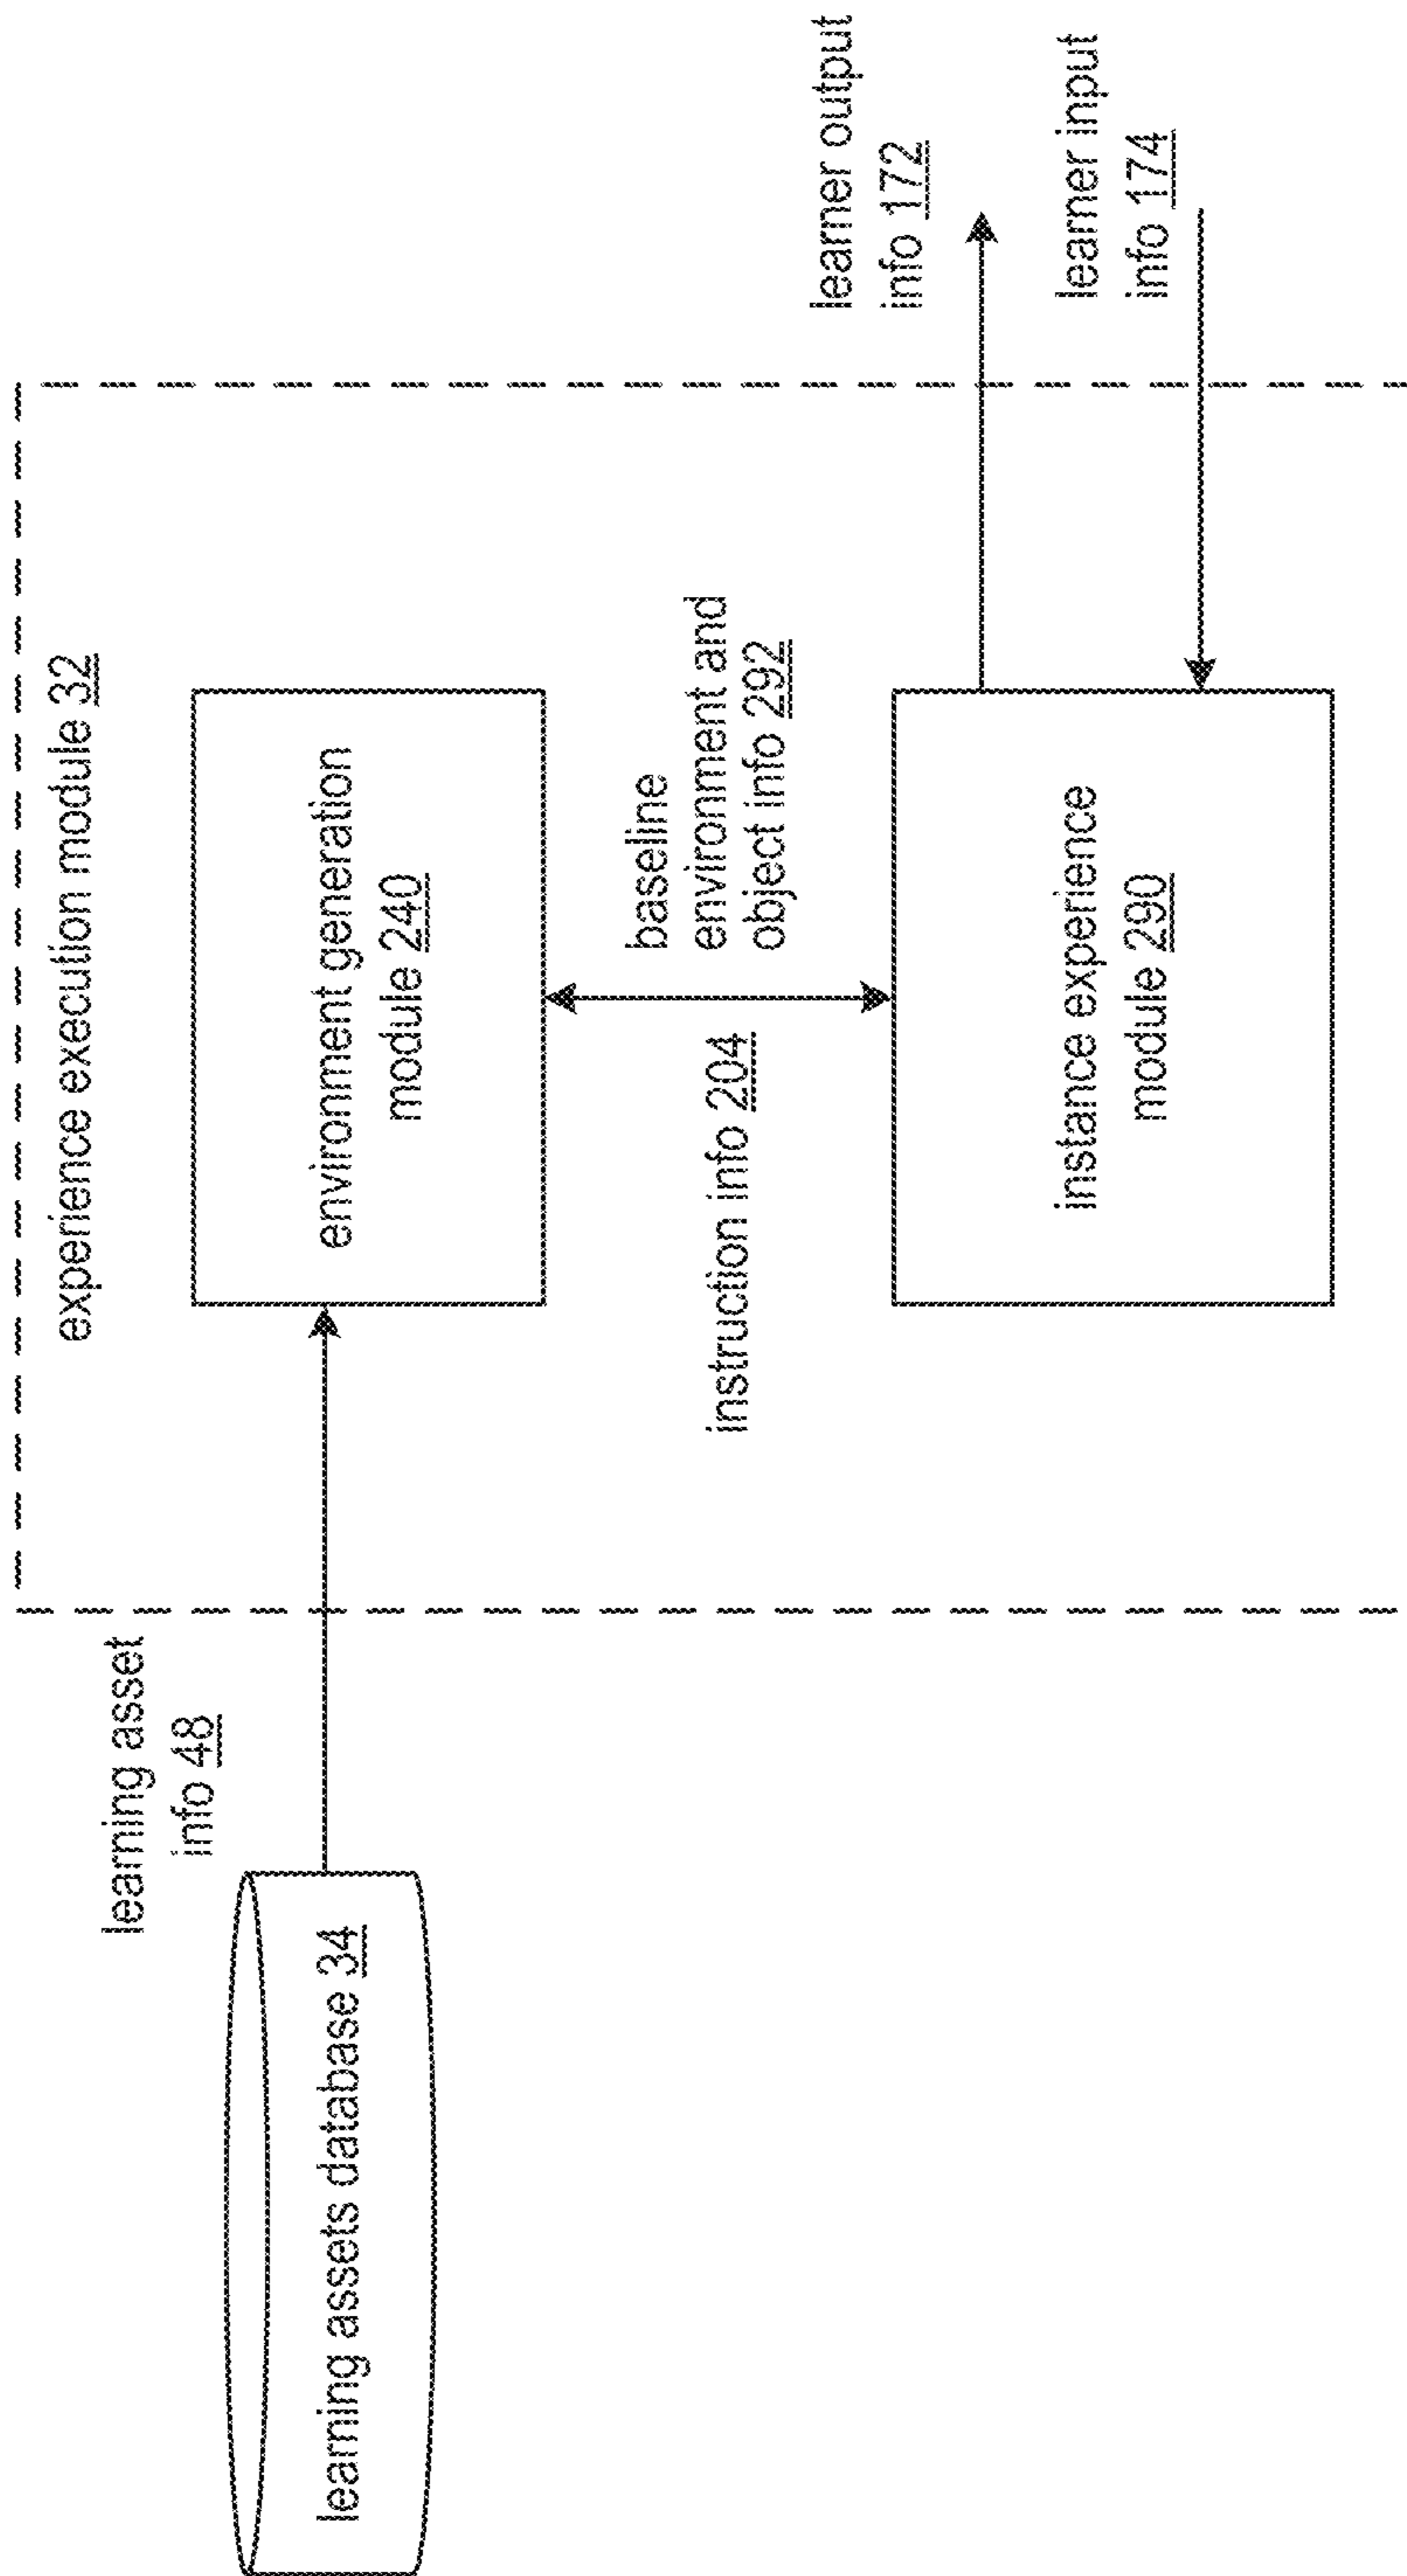 experience execution module 32
learning asset
info 48
learning assets database 34
environment generation
module 240
instruction info 204
baseline
environment and
object info 292
instance experience
module 290
learner output
info 172
learner input
info 174